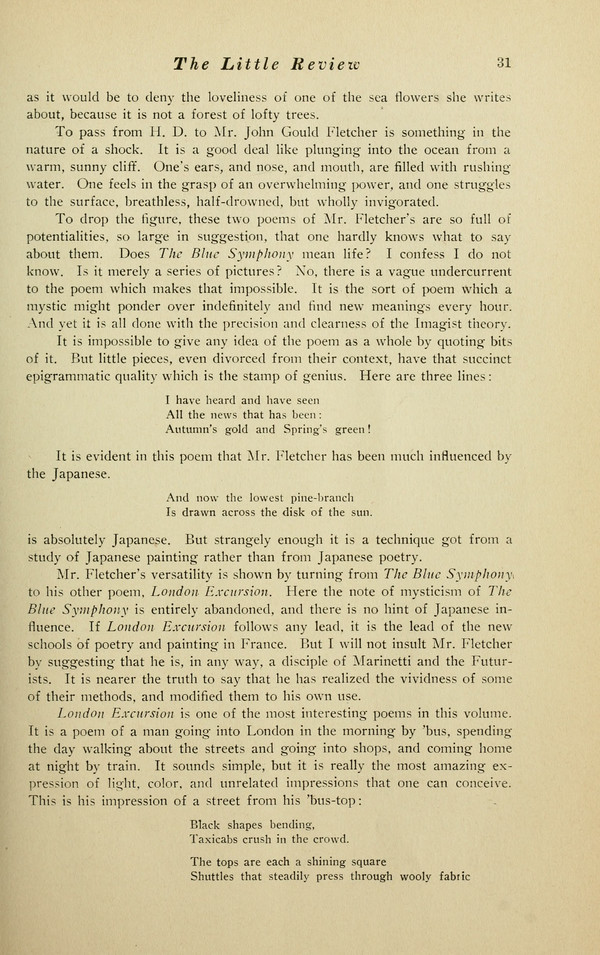 The Little Review 31
as it would be to deny the loveliness of one of the sea flowers she writes
about, because it is not a forest of lofty trees.
To pass from H. D. to Mr. John Gould Fletcher is something in the
nature of a shock. It is a good deal like plunging into the ocean from a
warm, sunny cliff. One's ears, and nose, and mouth, are filled with rushing
water. One feels in the grasp of an overwhelming power, and one struggles
to the surface, breathless, half-drowned, but wholly invigorated.
To drop the figure, these two poems of Mr. Fletcher's are so full of
potentialities, so large in suggestion, that one hardly knows what to say
about them. Does The Blue Symphony mean life? I confess I do not
know. Is it merely a series of pictures? No, there is a vague undercurrent
to the poem which makes that impossible. It is the sort of poem which a
mystic might ponder over indefinitely and find new meanings every hour.
And yet it is all done with the precision and clearness of the Imagist theory.
It is impossible to give any idea of the poem as a whole by quoting bits
of it. But little pieces, even divorced from their context, have that succinct
epigrammatic quality which is the stamp of genius. Here are three lines:
I have heard and have seen
All the news that has been:
Autumn's gold and Spring's green!
It is evident in this poem that Mr. Fletcher has been much influenced by
the Japanese.
And now the lowest pine-branch
Is drawn across the disk of the sun.
is absolutely Japanese. But strangely enough it is a technique got from a
study of Japanese painting rather than from Japanese poetry.
Mr. Fletcher's versatility is shown by turning from The Blue Symphony,
to his other poem, London Excursion. Here the note of mysticism of The
Blue Symphony is entirely abandoned, and there is no hint of Japanese in-
fluence. If London Excursion follows any lead, it is the lead of the new
schools of poetry and painting in France. But I will not insult Mr. Fletcher
by suggesting that he is, in any way, a disciple of Marinetti and the Futur-
ists. It is nearer the truth to say that he has realized the vividness of some
of their methods, and modified them to his own use.
London Excursion is one of the most interesting poems in this volume.
It is a poem of a man going into London in the morning by 'bus, spending
the day walking about the streets and going into shops, and coming home
at night by train. It sounds simple, but it is really the most amazing ex-
pression of light, color, and unrelated impressions that one can conceive.
This is his impression of a street from his 'bus-top:
Black shapes bending,
Taxicabs crush in the crowd.
The tops are each a shining square
Shuttles that steadily press through wooly fabric